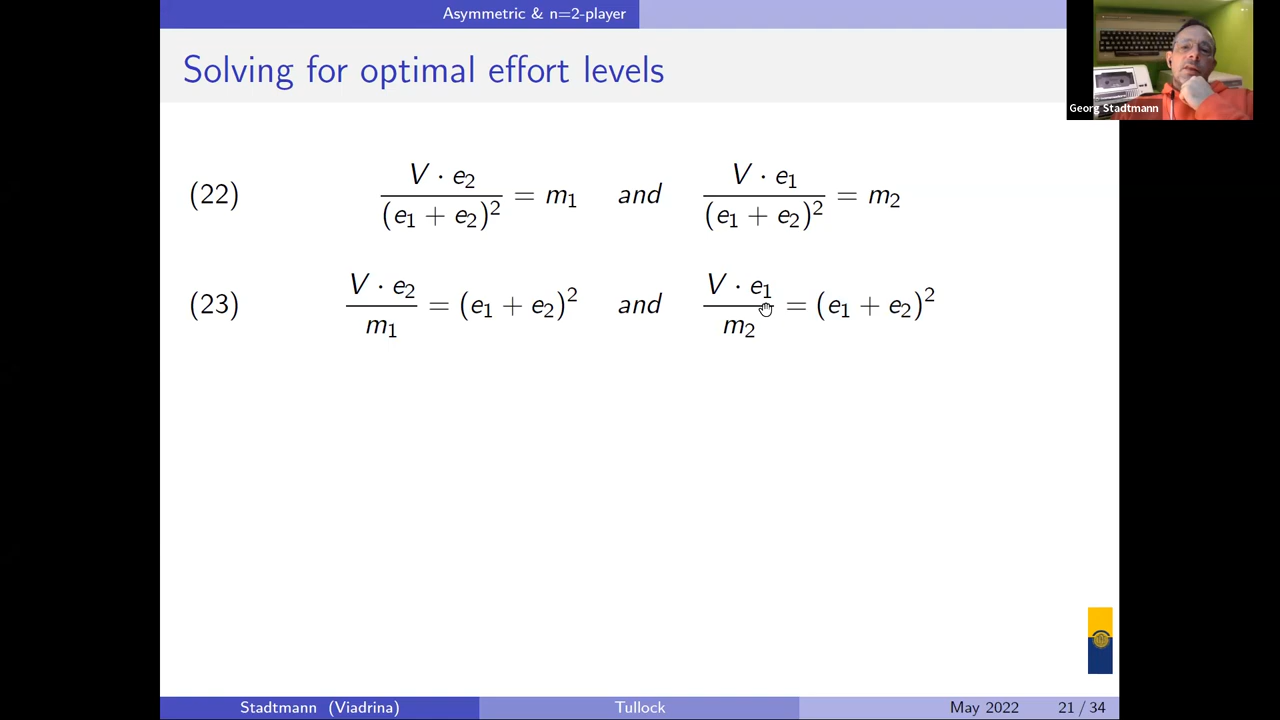 Asymmetric & n=2-player
Solving for optimal effort levels
Georg Stadtmann
(22) V · e₂ / (e₁ + e₂)² = m₁ and V · e₁ / (e₁ + e₂)² = m₂
(23) V · e₂ / m₁ = (e₁ + e₂)² and V · e₁ / m₂ = (e₁ + e₂)²
Stadtmann (Viadrina) Tullock May 2022 21 / 34